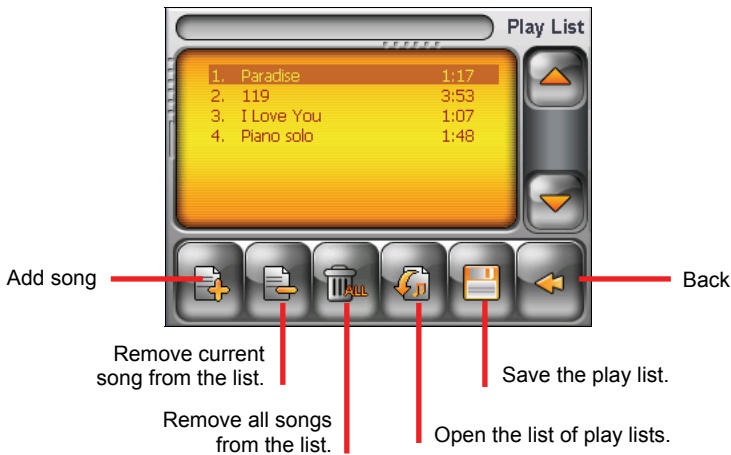 Play List
1. Paradise 1:17
2. 119 3:53
3. I Love You 1:07
4. Piano solo 1:48
ALL
Add song
Back
Remove current
song from the list.
Save the play list.
Remove all songs
from the list.
Open the list of play lists.